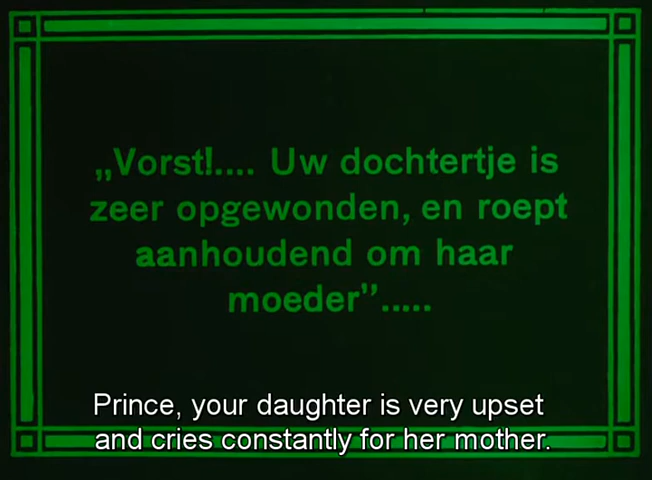 „Vorst!.... Uw dochtertje is
zeer opgewonden, en roept
aanhoudend om haar
moeder”.....
Prince, your daughter is very upset
and cries constantly for her mother.